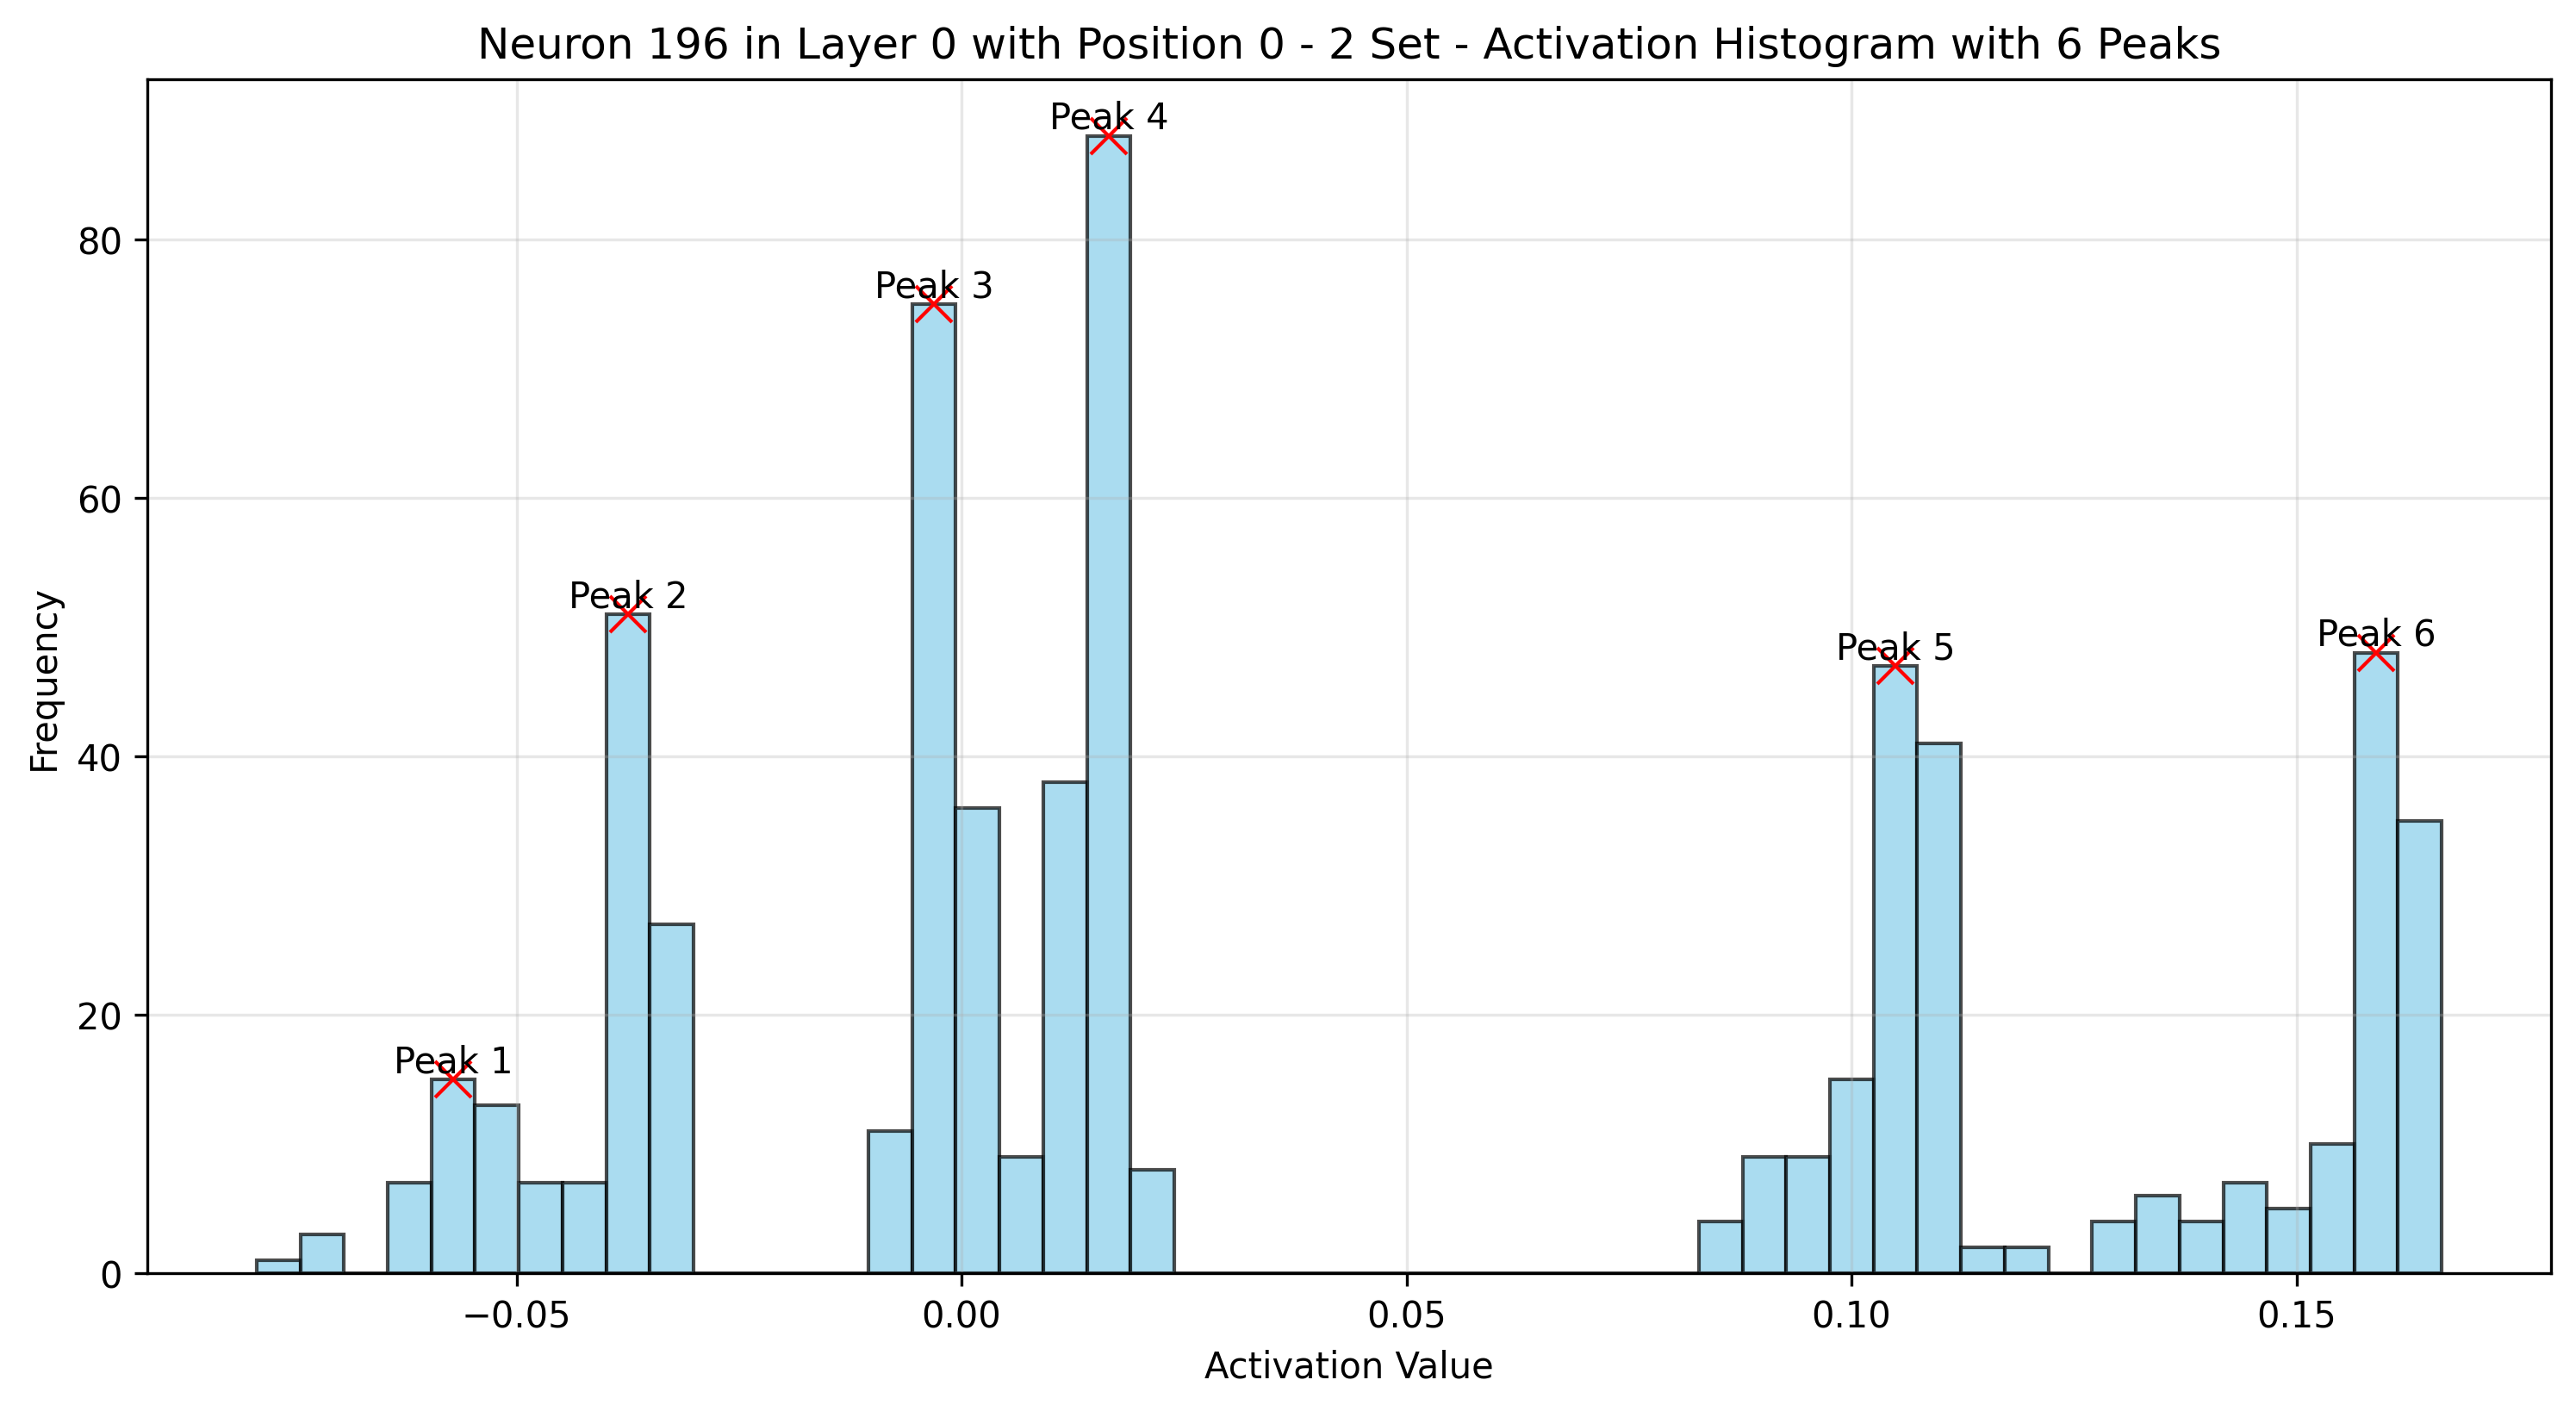 Neuron 196 in Layer 0 with Position 0 - 2 Set - Activation Histogram with 6 Peaks
Peak 4
80
Peak 3
60
Peak 2
Peak 6
Peak 5
Frequency
40
20
Peak 1
0
−0.05 0.00 0.05 0.10 0.15
Activation Value